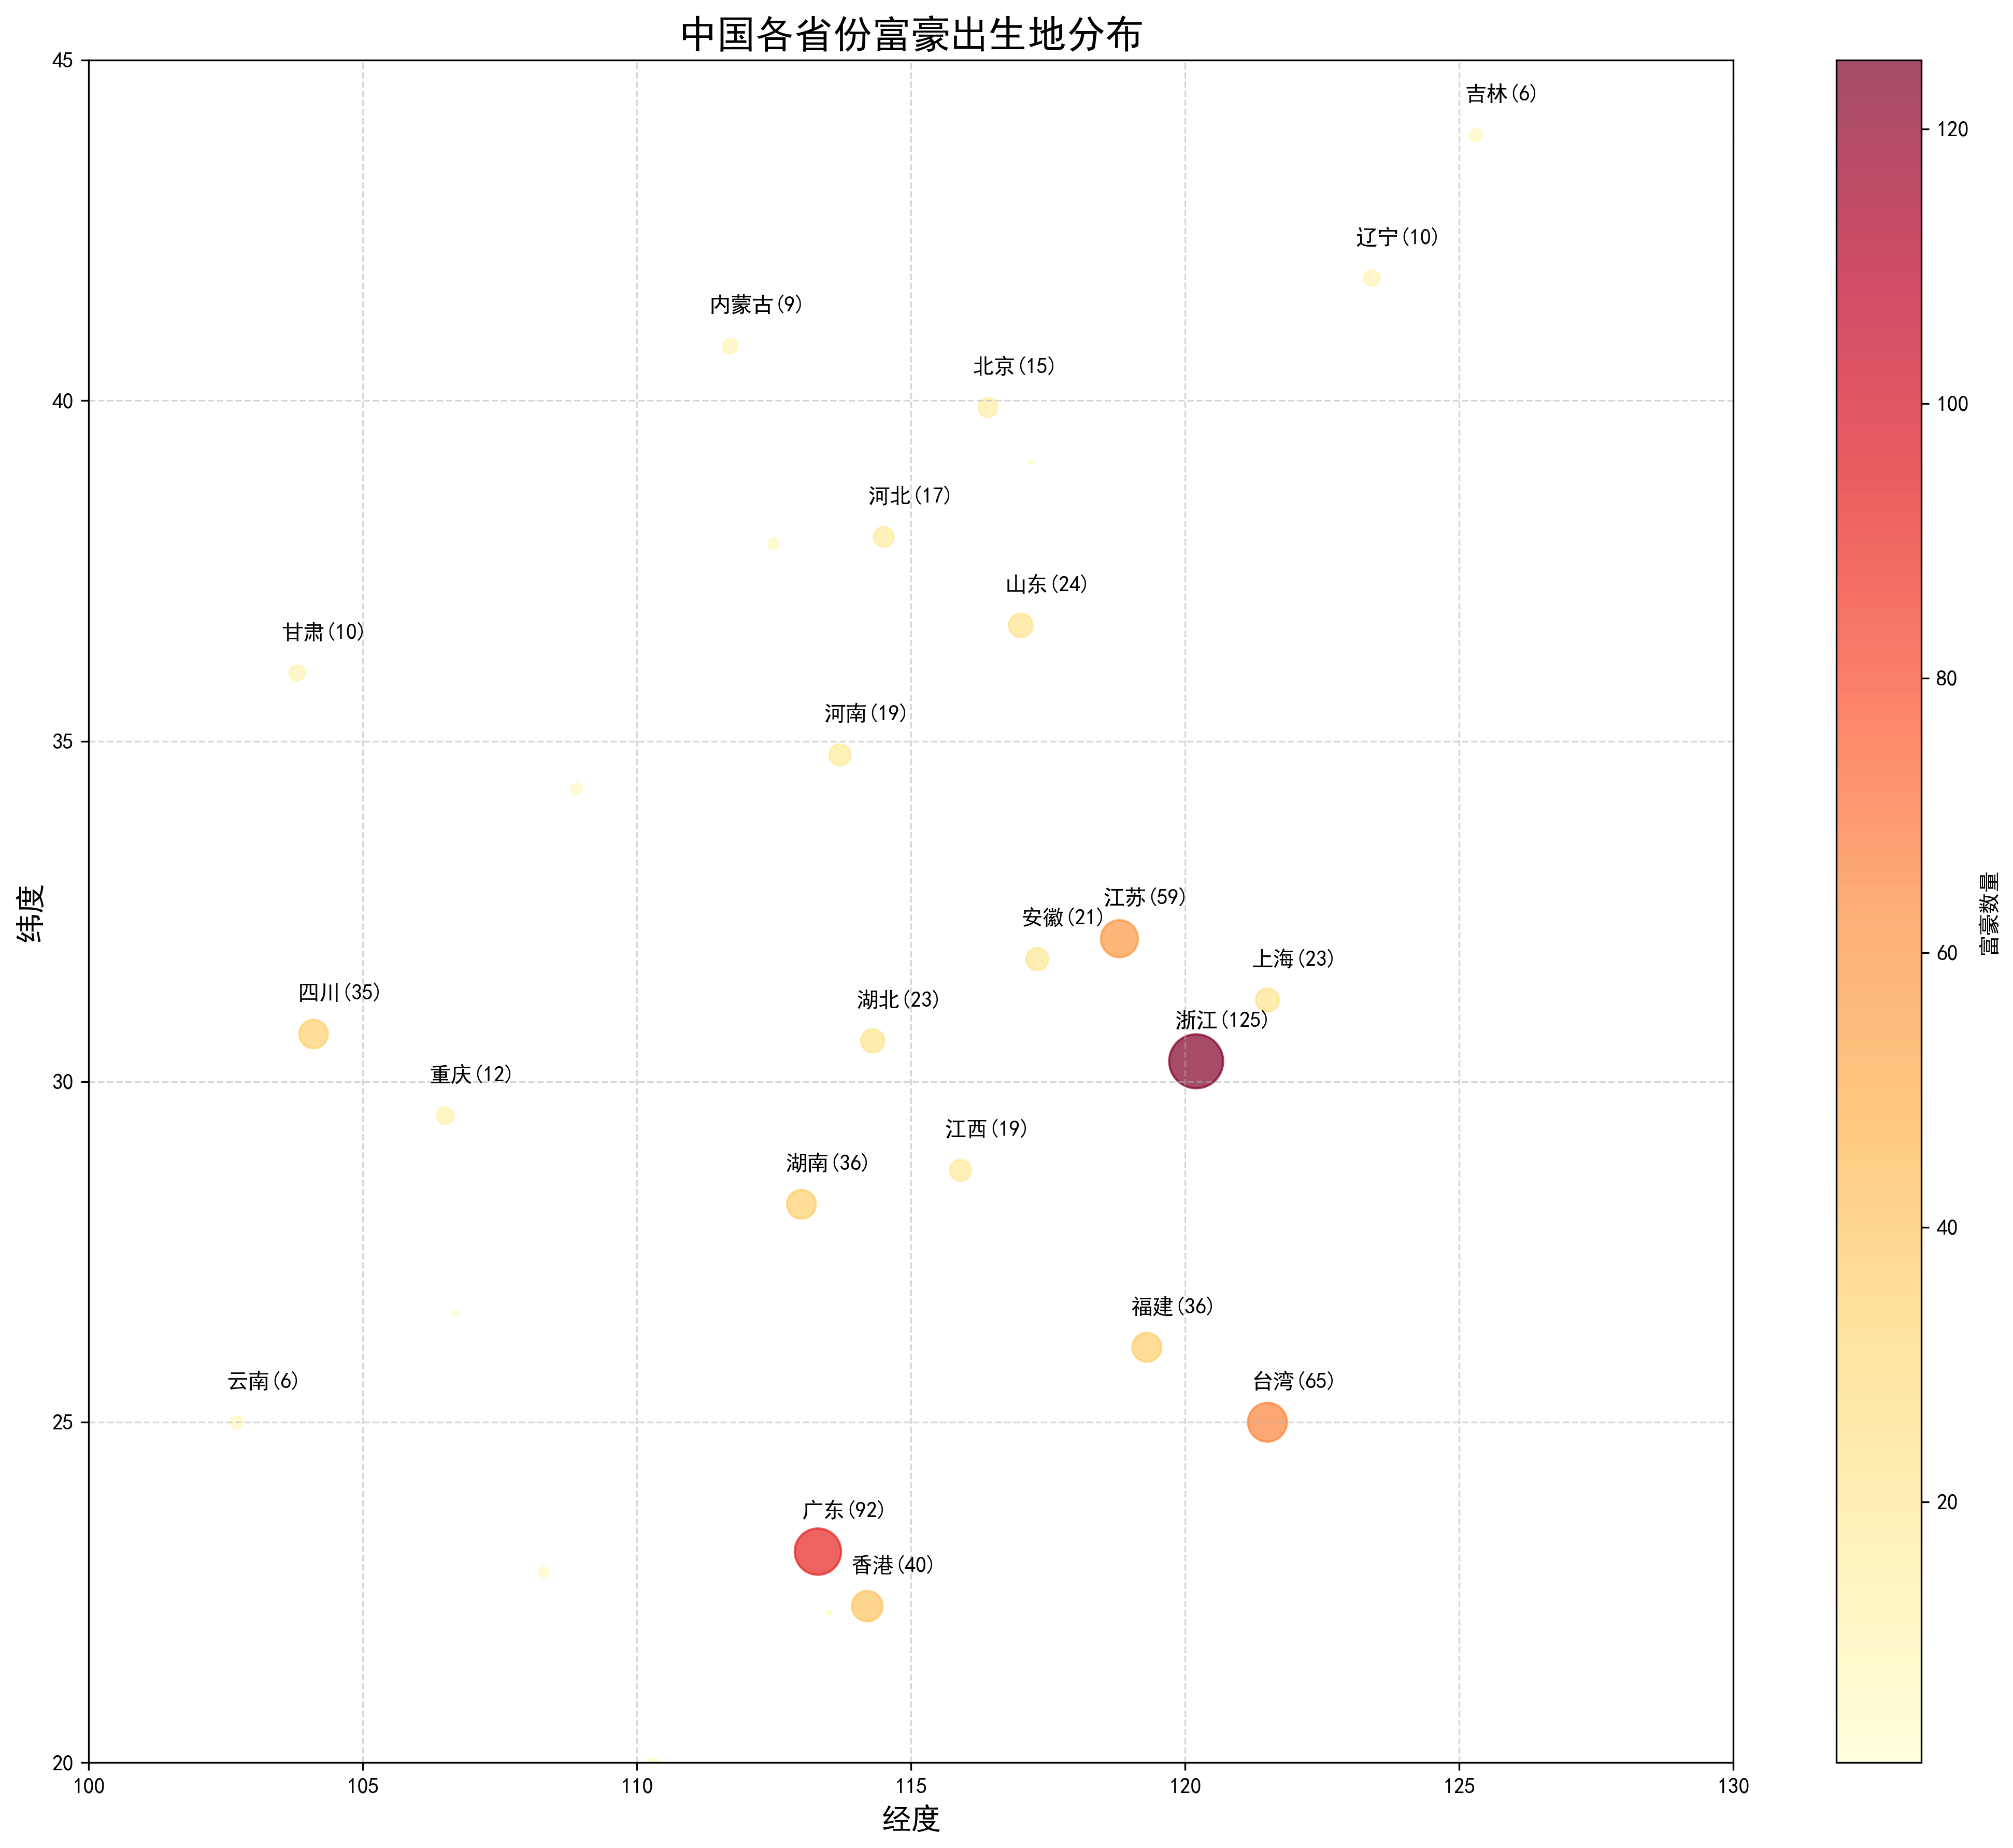 中国各省份富豪出生地分布
45
吉林(6)
120
辽宁(10)
内蒙古(9)
北京(15)
40
100
河北(17)
山东(24)
甘肃(10)
80
河南(19)
35
江苏(59)
安徽(21)
上海(23)
60
富豪数量
纬度
四川(35)
湖北(23)
浙江(125)
重庆(12)
30
江西(19)
湖南(36)
40
福建(36)
云南(6)
台湾(65)
25
20
广东(92)
香港(40)
20
100
105
110
115
120
125
130
经度